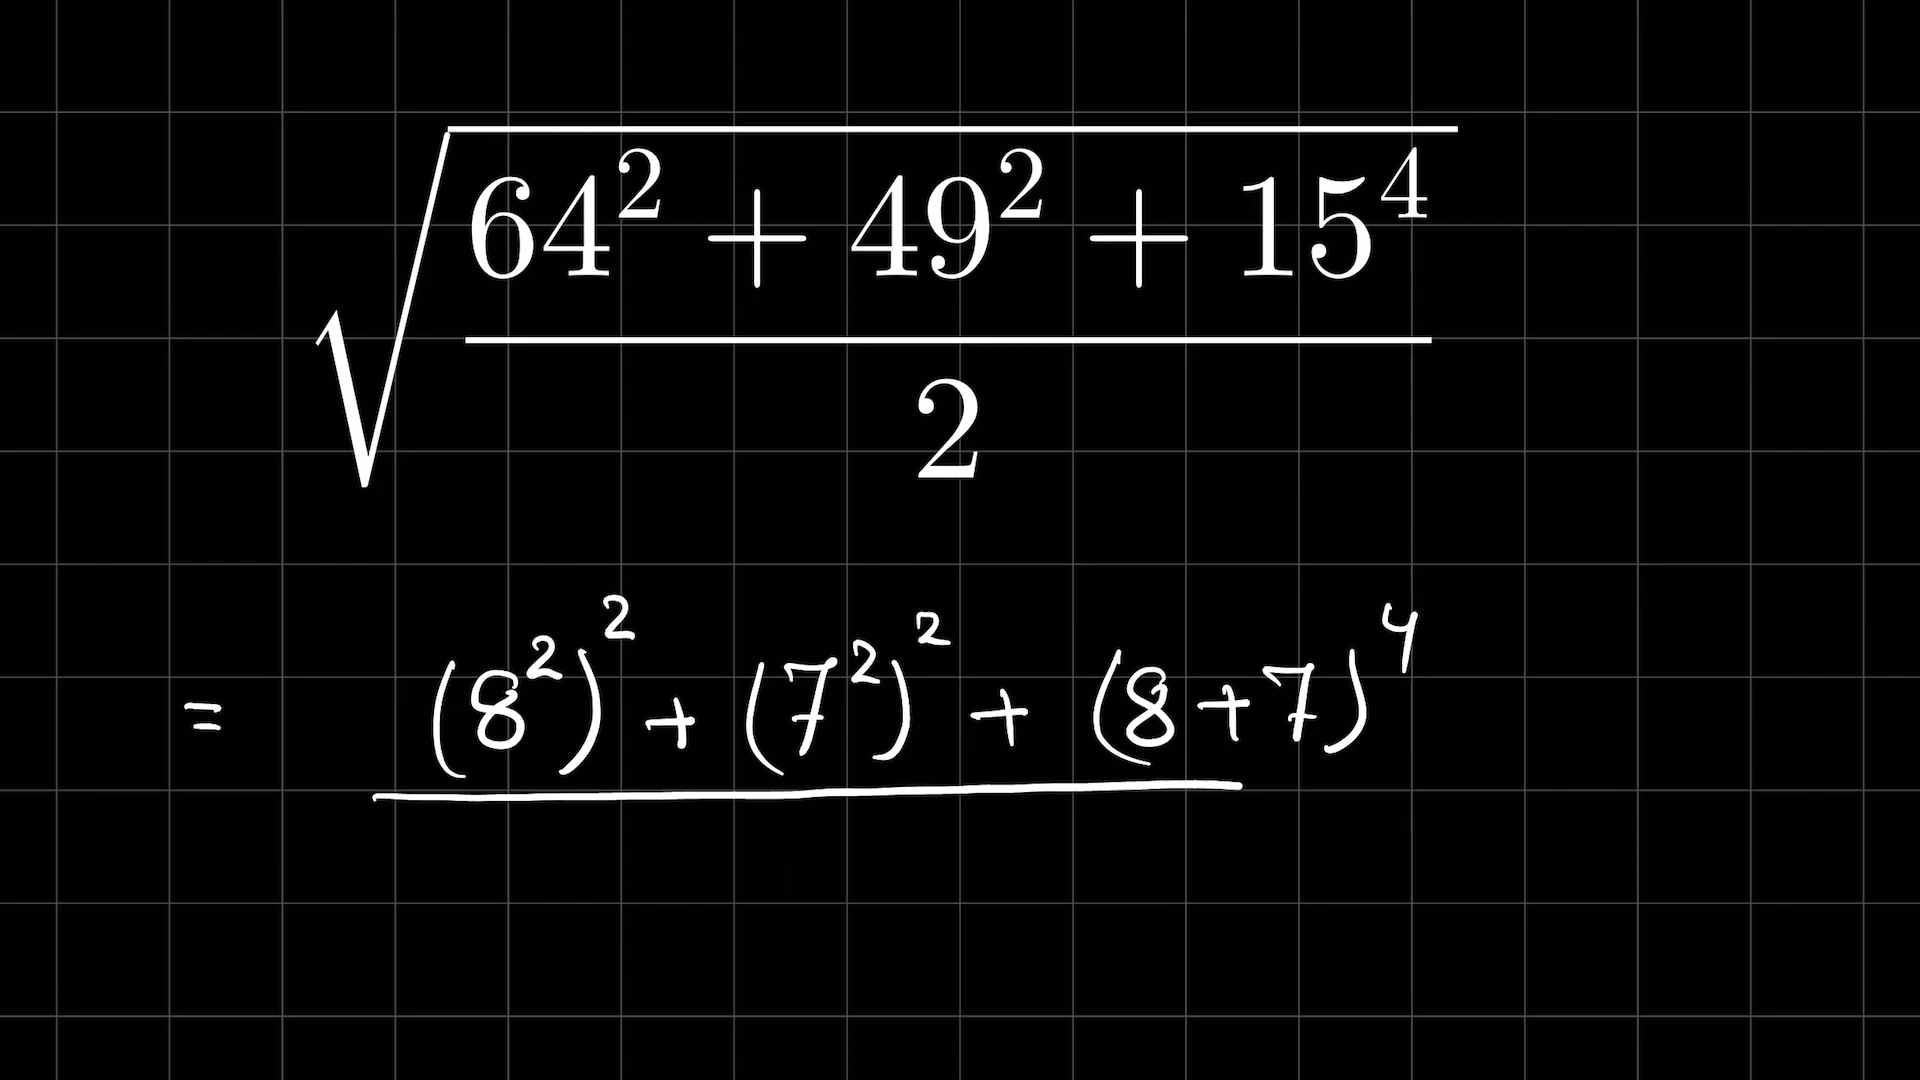 √((64² + 49² + 15⁴)/2)
= (8²)² + (7²)² + (8+7)⁴